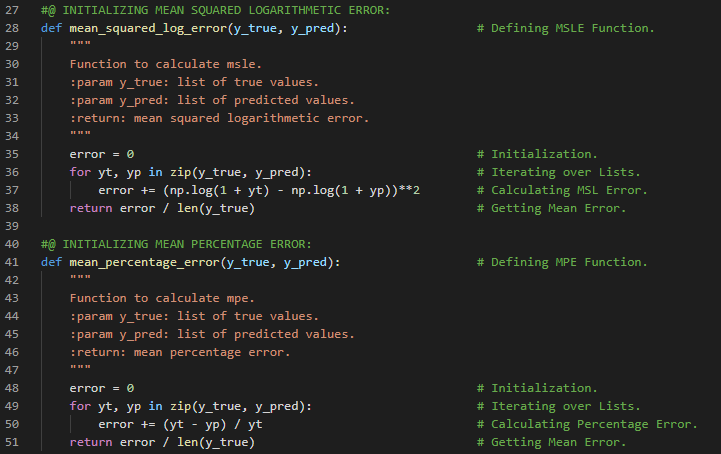 27 #@ INITIALIZING MEAN SQUARED LOGARITHMETIC ERROR:
28 def mean_squared_log_error(y_true, y_pred): # Defining MSLE Function.
29 """
30 Function to calculate msle.
31 :param y_true: list of true values.
32 :param y_pred: list of predicted values.
33 :return: mean squared logarithmetic error.
34 """
35 error = 0 # Initialization.
36 for yt, yp in zip(y_true, y_pred): # Iterating over Lists.
37 error += (np.log(1 + yt) - np.log(1 + yp))**2 # Calculating MSL Error.
38 return error / len(y_true) # Getting Mean Error.
39
40 #@ INITIALIZING MEAN PERCENTAGE ERROR:
41 def mean_percentage_error(y_true, y_pred): # Defining MPE Function.
42 """
43 Function to calculate mpe.
44 :param y_true: list of true values.
45 :param y_pred: list of predicted values.
46 :return: mean percentage error.
47 """
48 error = 0 # Initialization.
49 for yt, yp in zip(y_true, y_pred): # Iterating over Lists.
50 error += (yt - yp) / yt # Calculating Percentage Error.
51 return error / len(y_true) # Getting Mean Error.